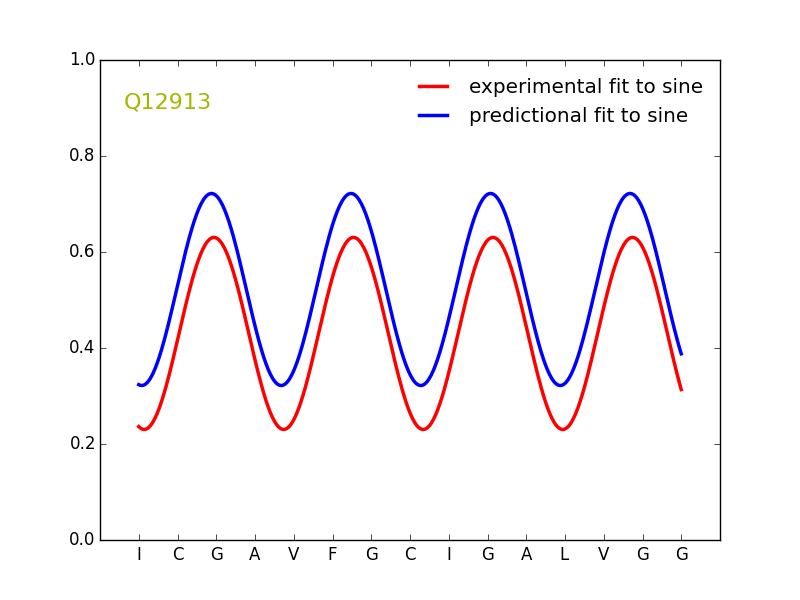 1.0
0.8
0.6
0.4
0.2
0.0
Q12913
experimental fit to sine
predictional fit to sine
I C G A V F G C I G A L V G G